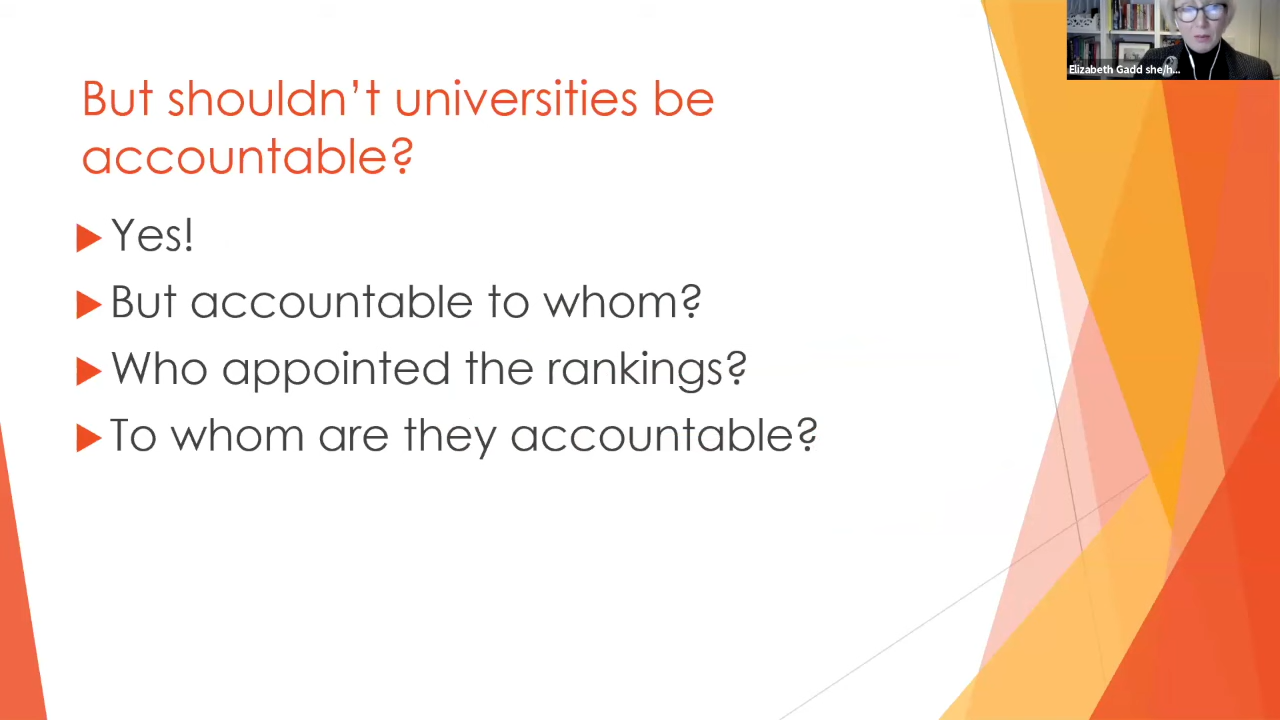 Elizabeth Gadd she/h...
But shouldn’t universities be
accountable?
Yes!
But accountable to whom?
Who appointed the rankings?
To whom are they accountable?